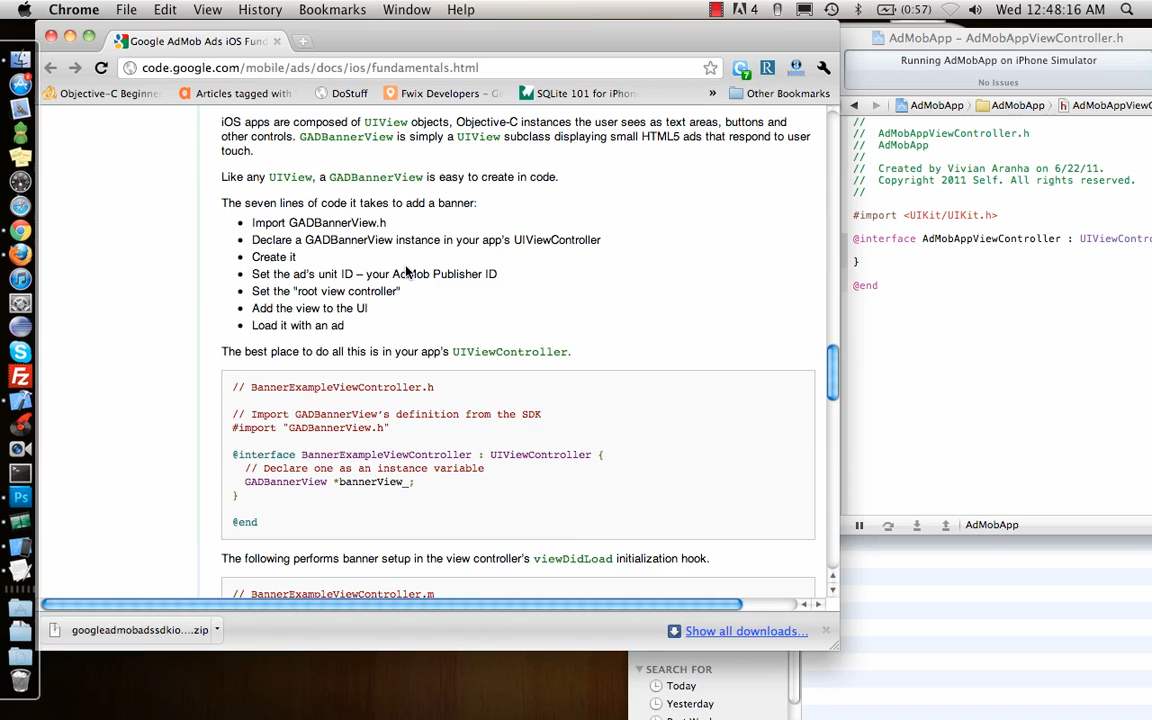 Chrome File Edit View History Bookmarks Window Help
4 (0:57) Wed 12:48:16 AM
Google AdMob Ads iOS Fund
code.google.com/mobile/ads/docs/ios/fundamentals.html
Objective-C Beginne
Articles tagged with
DoStuff
Fwix Developers - Go
SQLite 101 for iPhon
» Other Bookmarks
iOS apps are composed of UIView objects, Objective-C instances the user sees as text areas, buttons and
other controls. GADBannerView is simply a UIView subclass displaying small HTML5 ads that respond to user
touch.
Like any UIView, a GADBannerView is easy to create in code.
The seven lines of code it takes to add a banner:
Import GADBannerView.h
Declare a GADBannerView instance in your app's UIViewController
Create it
Set the ad's unit ID – your AdMob Publisher ID
Set the "root view controller"
Add the view to the UI
Load it with an ad
The best place to do all this is in your app's UIViewController.
// BannerExampleViewController.h
// Import GADBannerView's definition from the SDK
#import "GADBannerView.h"
@interface BannerExampleViewController : UIViewController {
// Declare one as an instance variable
GADBannerView *bannerView_;
}
@end
The following performs banner setup in the view controller's viewDidLoad initialization hook.
// BannerExampleViewController.m
googleadmobadssdkio....zip
Show all downloads...
AdMobApp – AdMobAppViewController.h
Running AdMobApp on iPhone Simulator
No Issues
AdMobApp AdMobApp AdMobAppViewCo
//
// AdMobAppViewController.h
// AdMobApp
//
// Created by Vivian Aranha on 6/22/11.
// Copyright 2011 Self. All rights reserved.
//
#import <UIKit/UIKit.h>
@interface AdMobAppViewController : UIViewContro
}
@end
AdMobApp
SEARCH FOR
Today
Yesterday